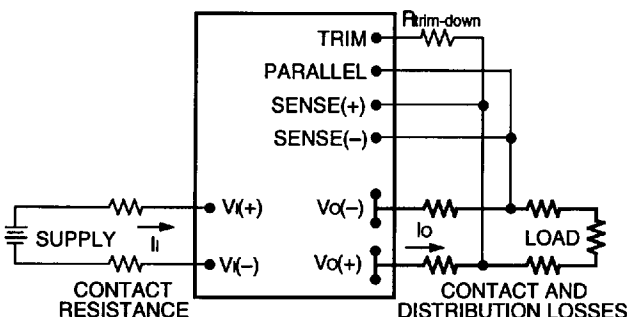 TRIM
Rtrim-down
PARALLEL
SENSE(+)
SENSE(–)
VI(+)
VO(–)
SUPPLY
II
IO
LOAD
VI(–)
VO(+)
CONTACT
RESISTANCE
CONTACT AND
DISTRIBUTION LOSSES